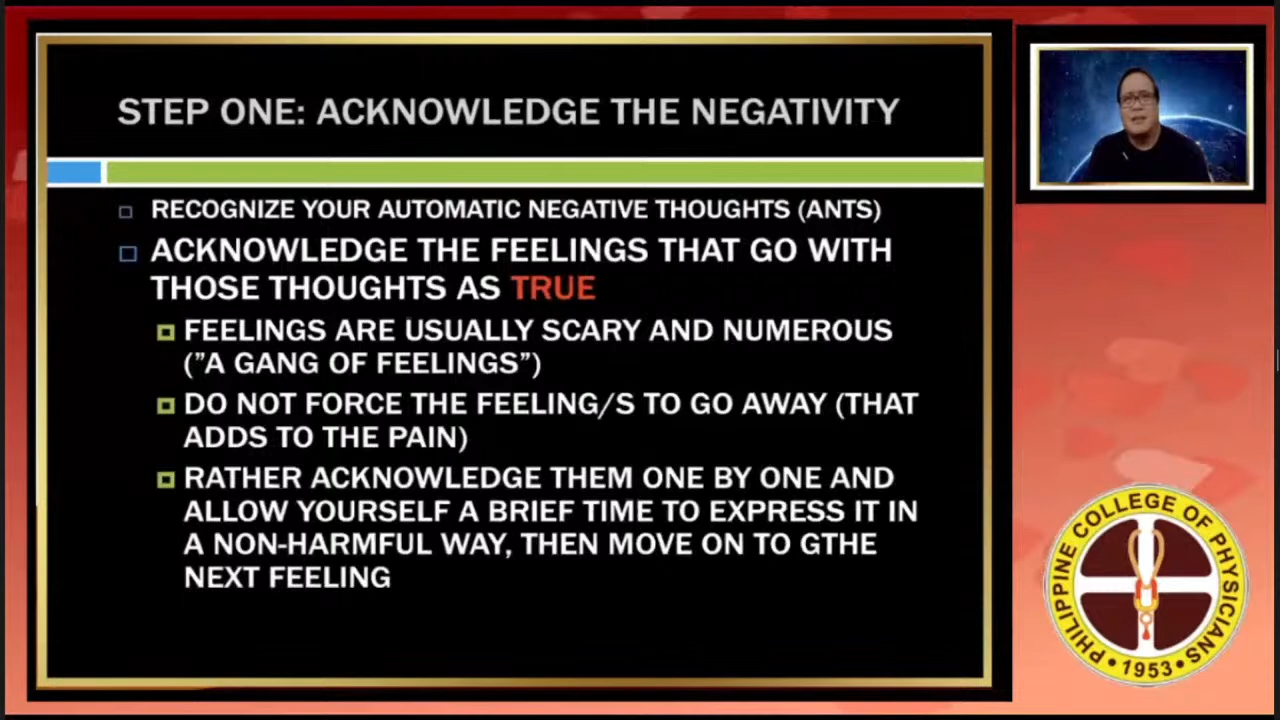 STEP ONE: ACKNOWLEDGE THE NEGATIVITY
RECOGNIZE YOUR AUTOMATIC NEGATIVE THOUGHTS (ANTS)
ACKNOWLEDGE THE FEELINGS THAT GO WITH
THOSE THOUGHTS AS TRUE
FEELINGS ARE USUALLY SCARY AND NUMEROUS
(”A GANG OF FEELINGS”)
DO NOT FORCE THE FEELING/S TO GO AWAY (THAT
ADDS TO THE PAIN)
RATHER ACKNOWLEDGE THEM ONE BY ONE AND
ALLOW YOURSELF A BRIEF TIME TO EXPRESS IT IN
A NON-HARMFUL WAY, THEN MOVE ON TO GTHE
NEXT FEELING
PHILIPPINE COLLEGE OF PHYSICIANS
• 1953 •